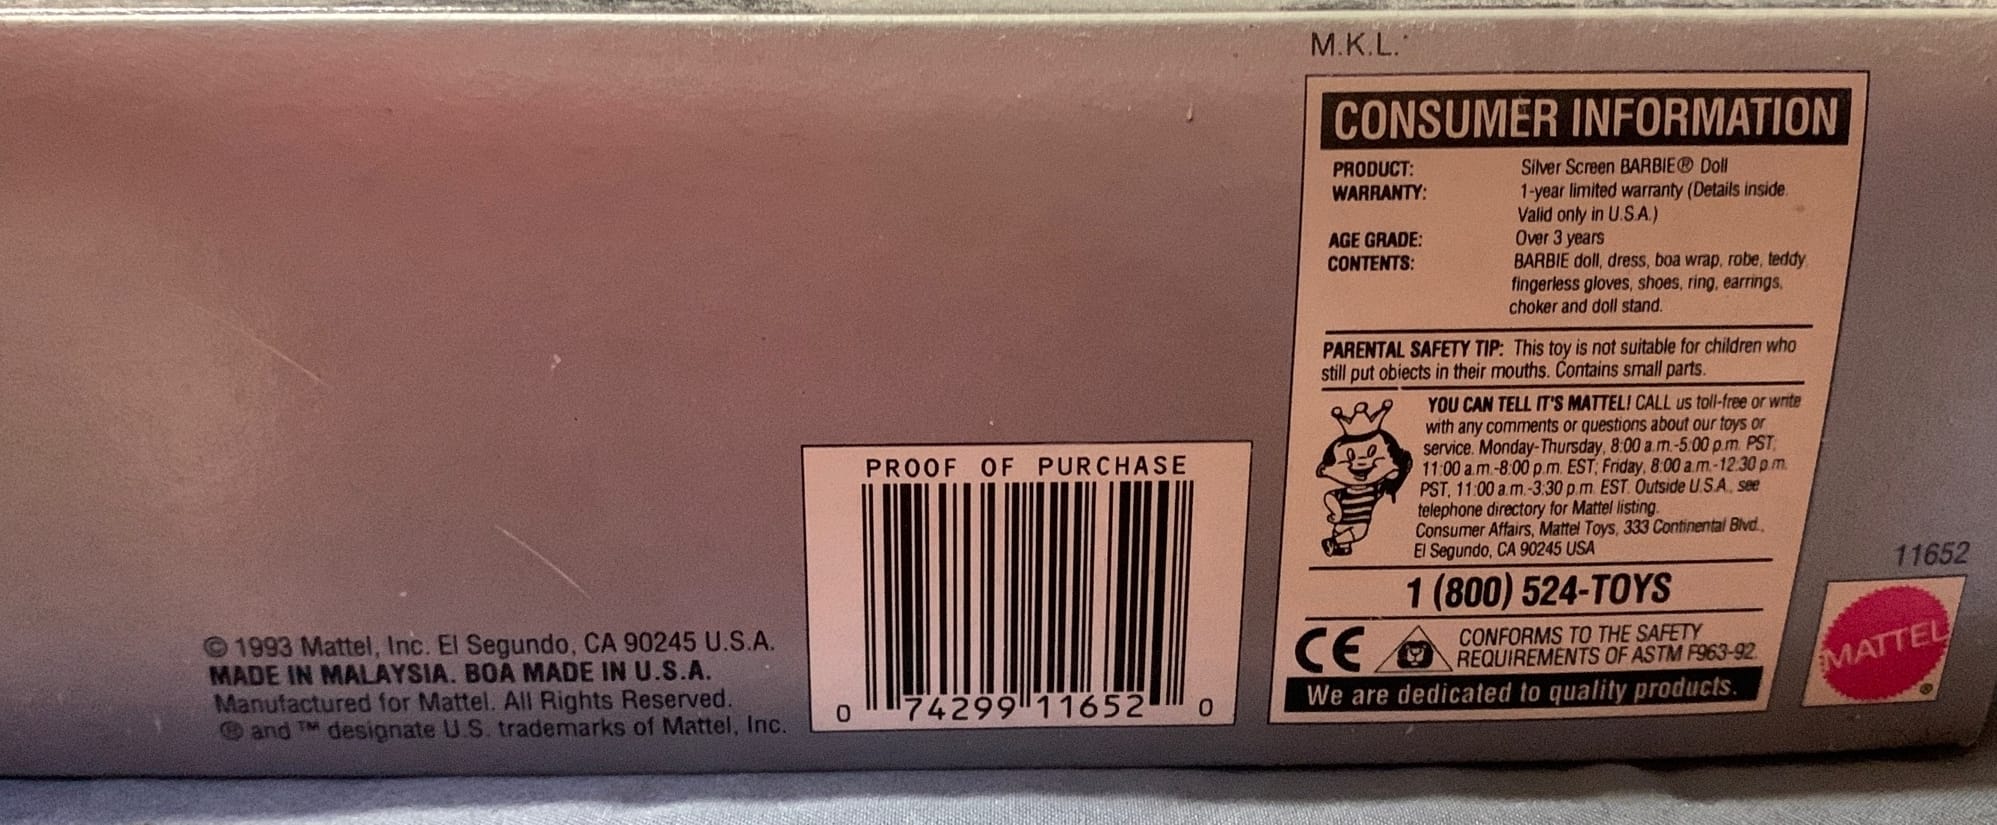 M.K.L.
CONSUMER INFORMATION
PRODUCT: Silver Screen BARBIE® Doll
WARRANTY: 1-year limited warranty (Details inside.
Valid only in U.S.A.)
AGE GRADE: Over 3 years
CONTENTS: BARBIE doll, dress, boa wrap, robe, teddy,
fingerless gloves, shoes, ring, earrings,
choker and doll stand.
PARENTAL SAFETY TIP: This toy is not suitable for children who
still put objects in their mouths. Contains small parts.
YOU CAN TELL IT'S MATTEL! CALL us toll-free or write
with any comments or questions about our toys or
service. Monday-Thursday, 8:00 a.m.-5:00 p.m. PST;
11:00 a.m.-8:00 p.m. EST; Friday, 8:00 a.m.-12:30 p.m.
PST, 11:00 a.m.-3:30 p.m. EST. Outside U.S.A., see
telephone directory for Mattel listing.
Consumer Affairs, Mattel Toys, 333 Continental Blvd.,
El Segundo, CA 90245 USA
1 (800) 524-TOYS
CE
CONFORMS TO THE SAFETY
REQUIREMENTS OF ASTM F963-92.
We are dedicated to quality products.
11652
MATTEL®
PROOF OF PURCHASE
0 74299 11652 0
© 1993 Mattel, Inc. El Segundo, CA 90245 U.S.A.
MADE IN MALAYSIA. BOA MADE IN U.S.A.
Manufactured for Mattel. All Rights Reserved.
® and ™ designate U.S. trademarks of Mattel, Inc.